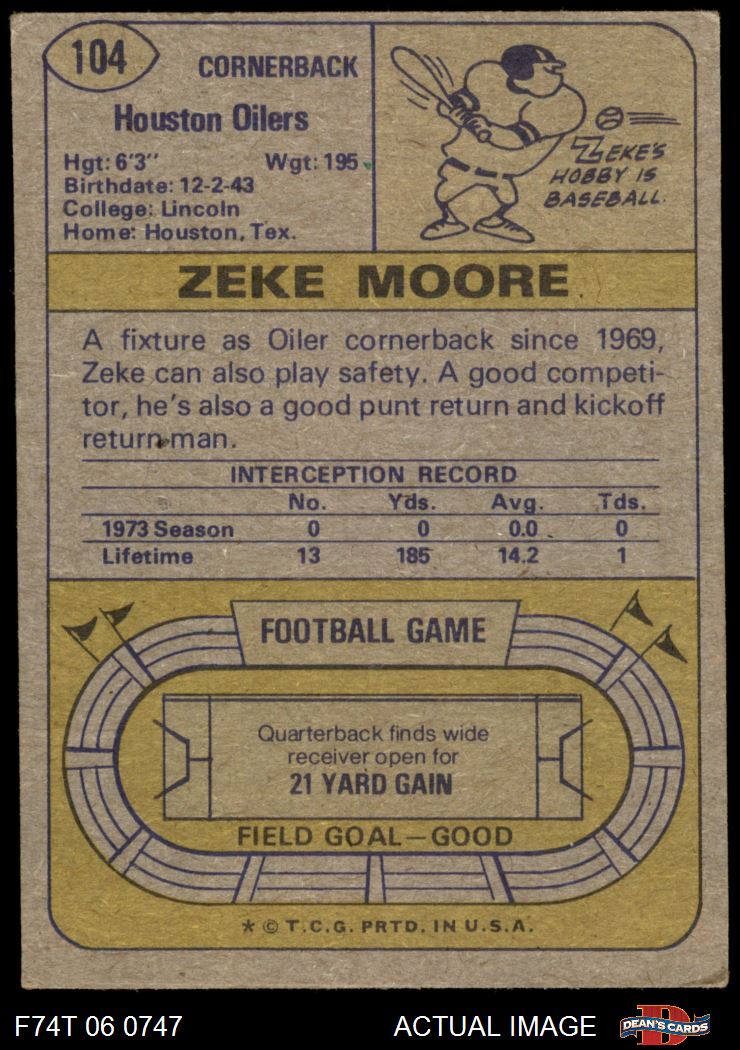 104
CORNERBACK
Houston Oilers
Hgt: 6'3" Wgt: 195
Birthdate: 12-2-43
College: Lincoln
Home: Houston, Tex.
ZEKE'S
HOBBY IS
BASEBALL.
ZEKE MOORE
A fixture as Oiler cornerback since 1969,
Zeke can also play safety. A good competi-
tor, he's also a good punt return and kickoff
return man.
INTERCEPTION RECORD
No. Yds. Avg. Tds.
1973 Season 0 0 0.0 0
Lifetime 13 185 14.2 1
FOOTBALL GAME
Quarterback finds wide
receiver open for
21 YARD GAIN
FIELD GOAL—GOOD
* © T.C.G. PRTD. IN U.S.A.
F74T 06 0747 ACTUAL IMAGE
D
DEAN'S CARDS